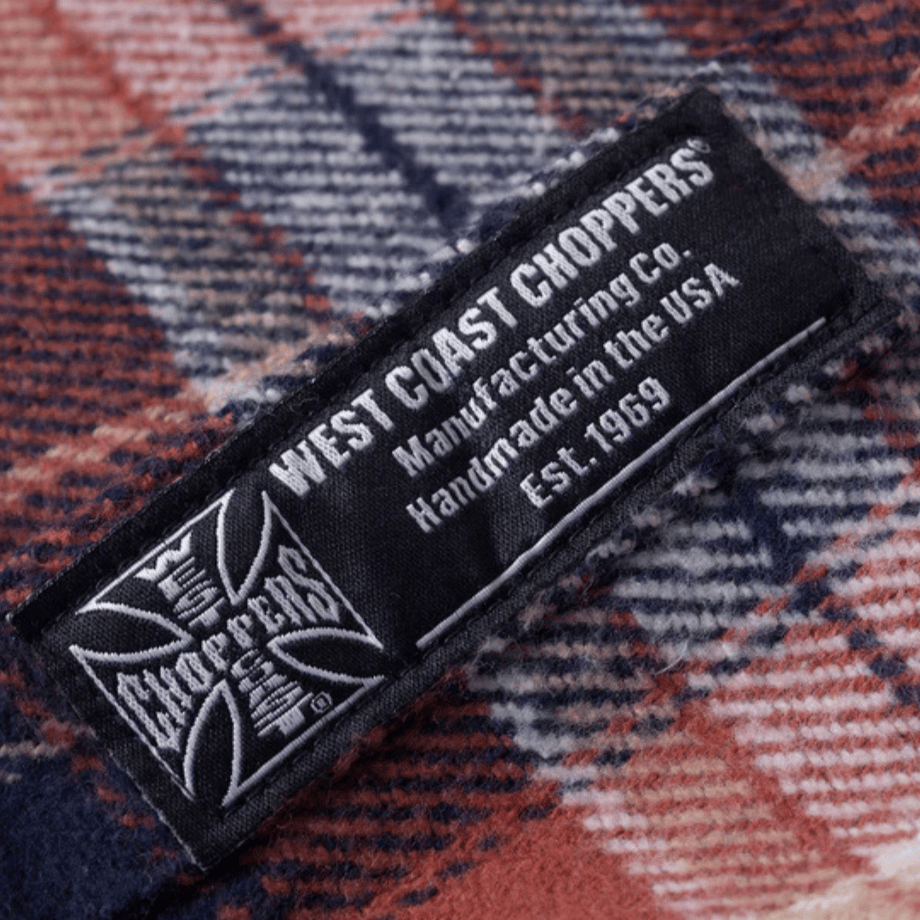 WEST COAST CHOPPERS®
Manufacturing Co.
Handmade in the USA
EST. 1969
WEST
CHOPPERS
COAST ®